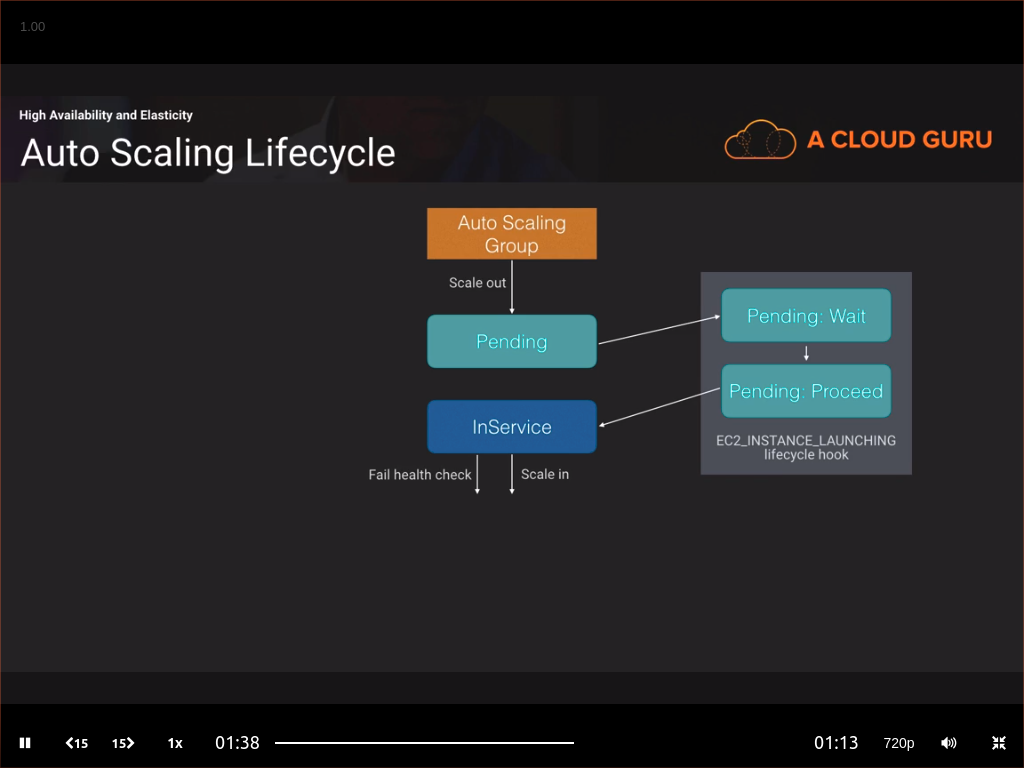 1.00
High Availability and Elasticity
Auto Scaling Lifecycle
A CLOUD GURU
Auto Scaling
Group
Scale out
Pending
Pending: Wait
Pending: Proceed
InService
EC2_INSTANCE_LAUNCHING
lifecycle hook
Fail health check
Scale in
15
15
1x
01:38
01:13
720p